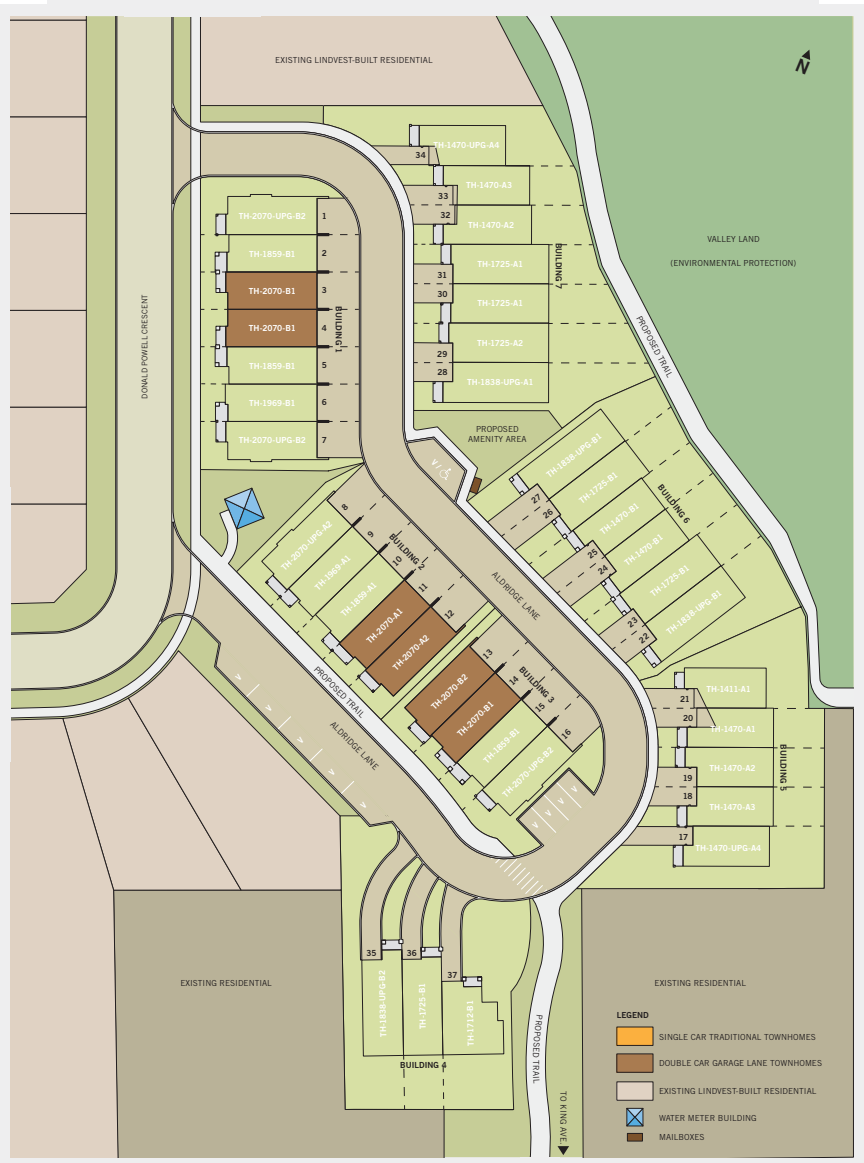 EXISTING LINDVEST-BUILT RESIDENTIAL
N
VALLEY LAND
(ENVIRONMENTAL PROTECTION)
DONALD POWELL CRESCENT
PROPOSED TRAIL
TH-2070-UPG-B2
1
TH-1859-B1
2
TH-2070-B1
3
TH-2070-B1
4
TH-1859-B1
5
TH-1969-B1
6
TH-2070-UPG-B2
7
BUILDING 1
34
TH-1470-UPG-A4
33
TH-1470-A3
32
TH-1470-A2
31
TH-1725-A1
30
TH-1725-A1
29
TH-1725-A2
28
TH-1838-UPG-A1
BUILDING 7
PROPOSED
AMENITY AREA
27
TH-1838-UPG-B1
26
TH-1725-B1
25
TH-1470-B1
24
TH-1470-B1
23
TH-1725-B1
22
TH-1838-UPG-B1
BUILDING 6
8
TH-2070-UPG-A2
9
TH-1969-A1
10
TH-1859-A1
11
TH-2070-A1
12
TH-2070-A2
BUILDING 2
ALDRIDGE LANE
13
TH-2070-B2
14
TH-2070-B1
15
TH-1859-B1
16
TH-2070-UPG-B2
BUILDING 3
PROPOSED TRAIL
ALDRIDGE LANE
V
V
V
V
V
V
V
V
V
V /
21
TH-1411-A1
20
TH-1470-A1
19
TH-1470-A2
18
TH-1470-A3
17
TH-1470-UPG-A4
BUILDING 5
35
TH-1838-UPG-B2
36
TH-1725-B1
37
TH-1712-B1
BUILDING 4
EXISTING RESIDENTIAL
EXISTING RESIDENTIAL
PROPOSED TRAIL
TO KING AVE.
LEGEND
SINGLE CAR TRADITIONAL TOWNHOMES
DOUBLE CAR GARAGE LANE TOWNHOMES
EXISTING LINDVEST-BUILT RESIDENTIAL
WATER METER BUILDING
MAILBOXES